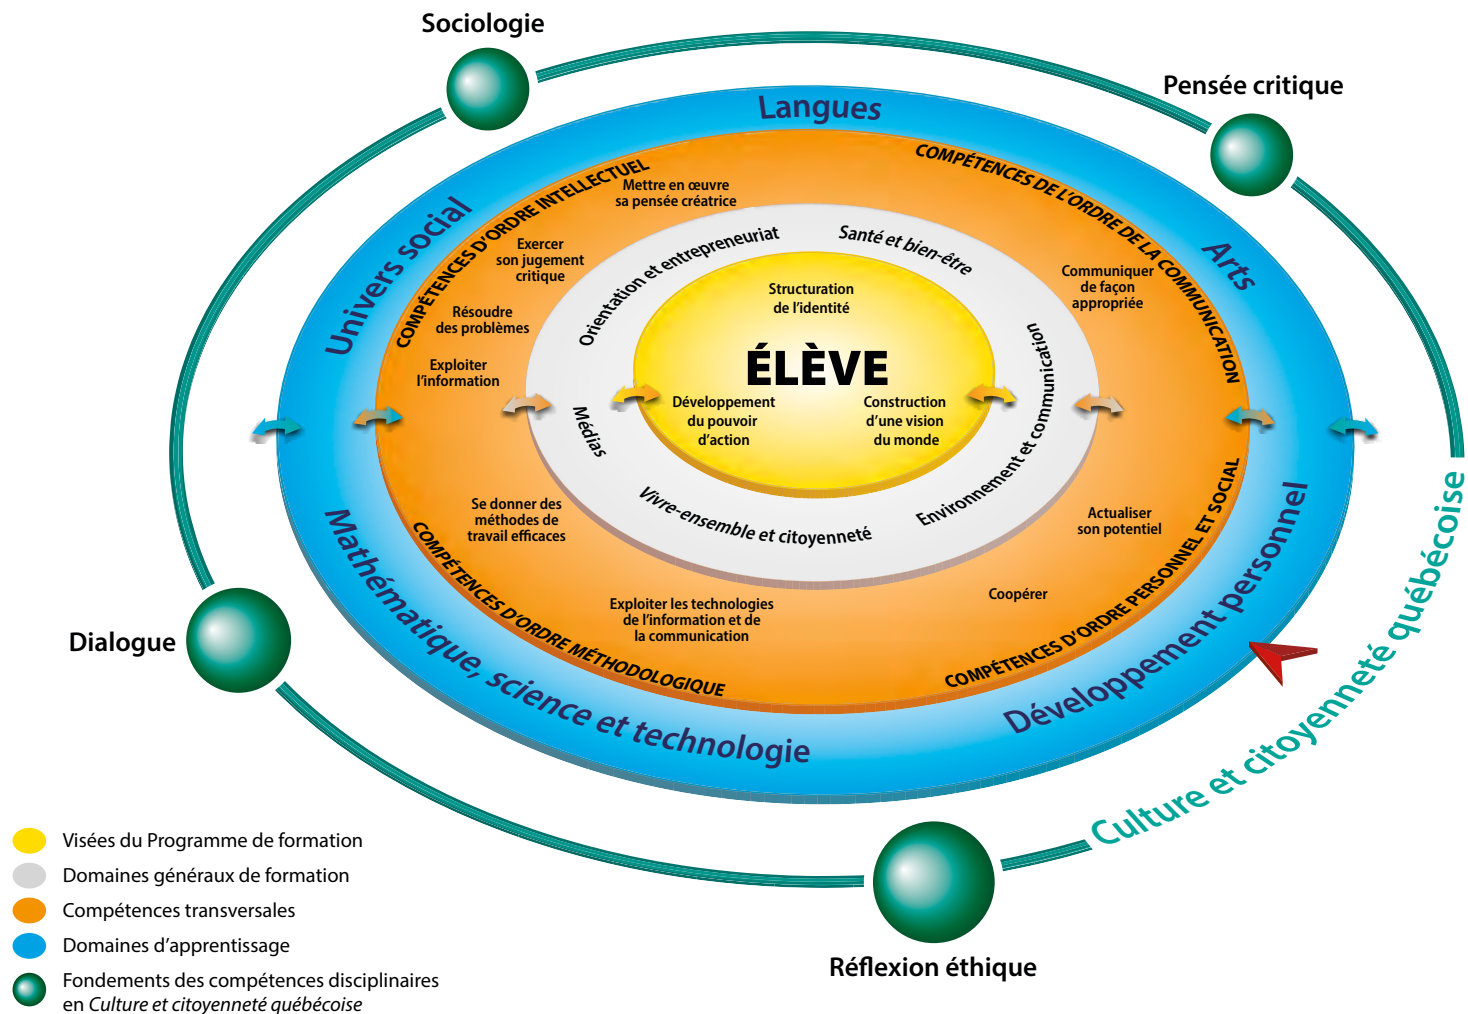 Sociologie
Pensée critique
Langues
Univers social
Arts
COMPÉTENCES D'ORDRE INTELLECTUEL
COMPÉTENCES DE L'ORDRE DE LA COMMUNICATION
Mettre en œuvre
sa pensée créatrice
Exercer
son jugement
critique
Résoudre
des problèmes
Exploiter
l'information
Communiquer
de façon
appropriée
Orientation et entrepreneuriat
Santé et bien-être
Structuration
de l'identité
ÉLÈVE
Développement
du pouvoir
d'action
Construction
d'une vision
du monde
Médias
Environnement et communication
Vivre-ensemble et citoyenneté
Se donner des
méthodes de
travail efficaces
Actualiser
son potentiel
Exploiter les technologies
de l'information et de
la communication
Coopérer
COMPÉTENCES D'ORDRE MÉTHODOLOGIQUE
COMPÉTENCES D'ORDRE PERSONNEL ET SOCIAL
Mathématique, science et technologie
Développement personnel
Dialogue
Culture et citoyenneté québécoise
Réflexion éthique
Visées du Programme de formation
Domaines généraux de formation
Compétences transversales
Domaines d'apprentissage
Fondements des compétences disciplinaires
en Culture et citoyenneté québécoise